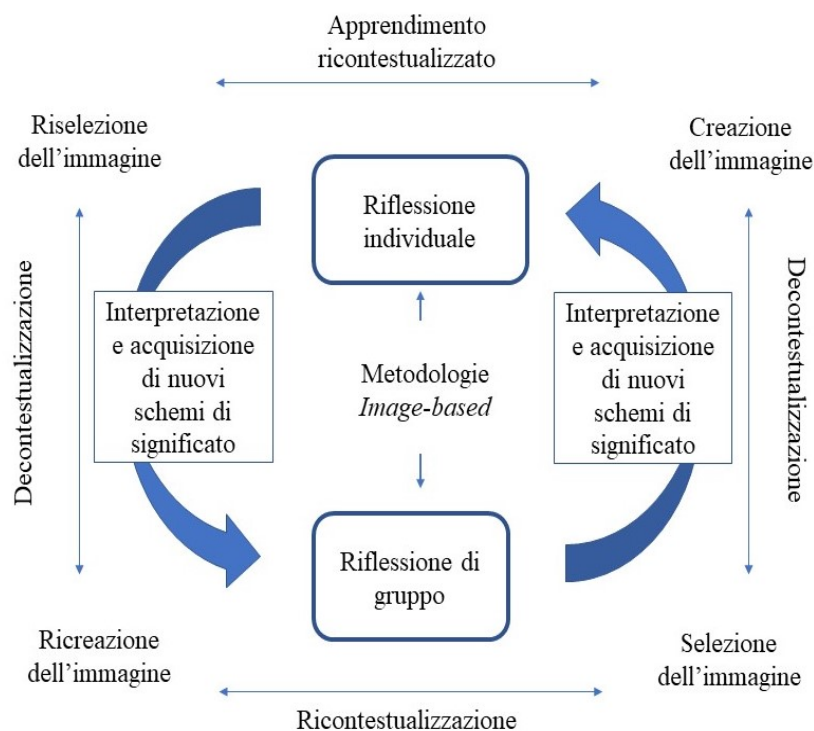 Apprendimento
ricontestualizzato
Riselezione
dell’immagine
Creazione
dell’immagine
Riflessione
individuale
Decontestualizzazione
Interpretazione
e acquisizione
di nuovi
schemi di
significato
Metodologie
Image-based
Interpretazione
e acquisizione
di nuovi
schemi di
significato
Decontestualizzazione
Riflessione di
gruppo
Ricreazione
dell’immagine
Selezione
dell’immagine
Ricontestualizzazione